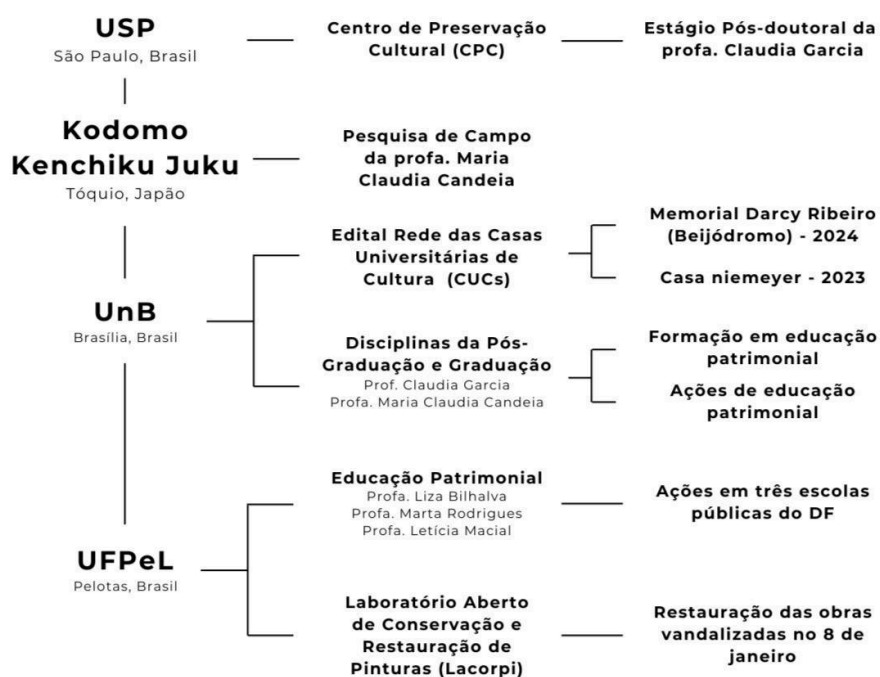 USP
São Paulo, Brasil
Centro de Preservação
Cultural (CPC)
Estágio Pós-doutoral da
profa. Claudia Garcia
Kodomo
Kenchiku Juku
Tóquio, Japão
Pesquisa de Campo
da profa. Maria
Claudia Candeia
UnB
Brasília, Brasil
Edital Rede das Casas
Universitárias de
Cultura (CUCs)
Memorial Darcy Ribeiro
(Beijódromo) - 2024
Casa niemeyer - 2023
Disciplinas da Pós-
Graduação e Graduação
Prof. Claudia Garcia
Profa. Maria Claudia Candeia
Formação em educação
patrimonial
Ações de educação
patrimonial
UFPeL
Pelotas, Brasil
Educação Patrimonial
Profa. Liza Bilhalva
Profa. Marta Rodrigues
Profa. Letícia Macial
Ações em três escolas
públicas do DF
Laboratório Aberto
de Conservação e
Restauração de
Pinturas (Lacorpi)
Restauração das obras
vandalizadas no 8 de
janeiro